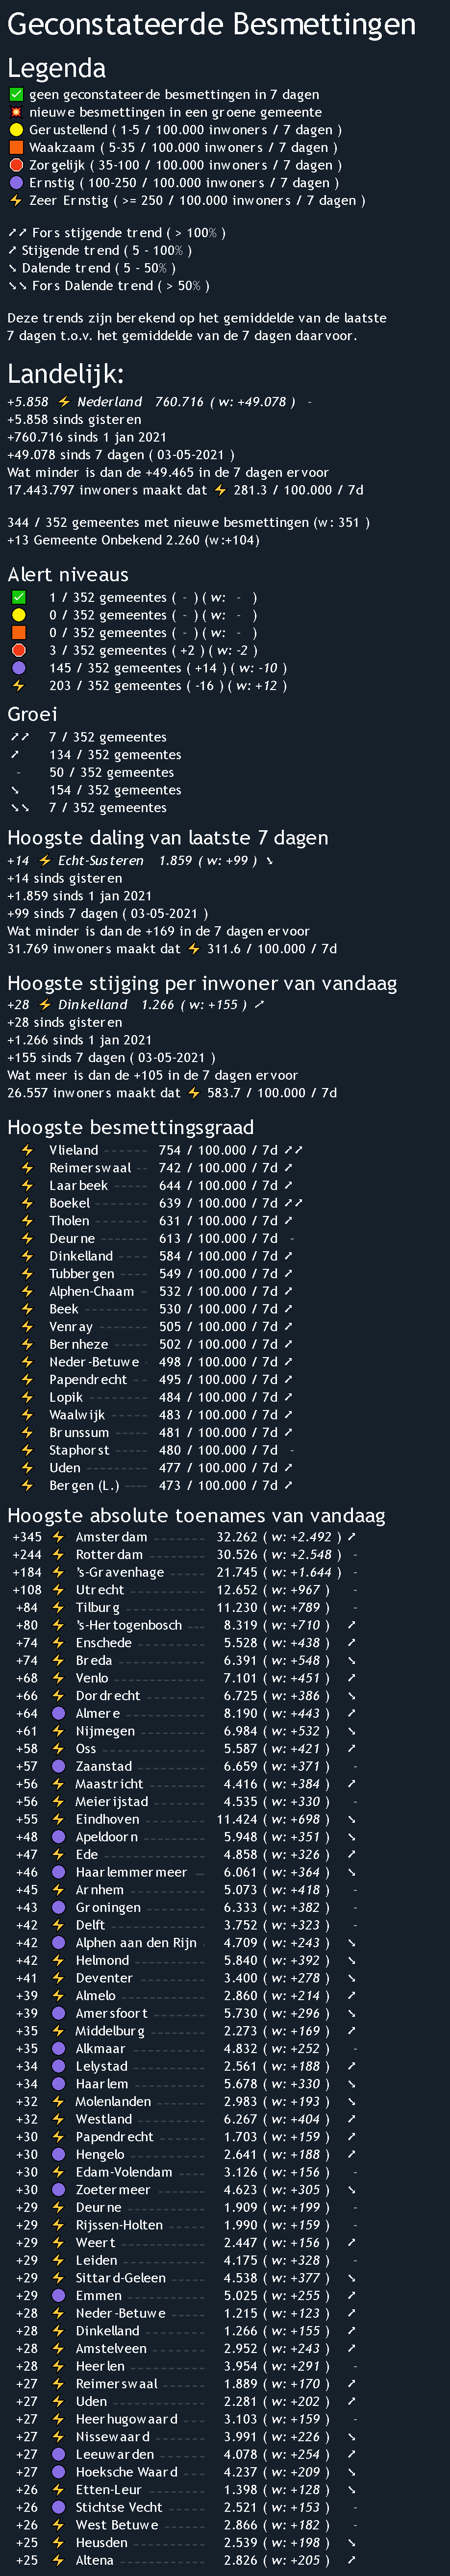 Geconstateerde Besmettingen
Legenda
✅ geen geconstateerde besmettingen in 7 dagen
💥 nieuwe besmettingen in een groene gemeente
🟡 Gerustellend ( 1-5 / 100.000 inwoners / 7 dagen )
🟧 Waakzaam ( 5-35 / 100.000 inwoners / 7 dagen )
🛑 Zorgelijk ( 35-100 / 100.000 inwoners / 7 dagen )
🟣 Ernstig ( 100-250 / 100.000 inwoners / 7 dagen )
⚡ Zeer Ernstig ( >= 250 / 100.000 inwoners / 7 dagen )
↗↗ Fors stijgende trend ( > 100% )
↗ Stijgende trend ( 5 - 100% )
↘ Dalende trend ( 5 - 50% )
↘↘ Fors Dalende trend ( > 50% )
Deze trends zijn berekend op het gemiddelde van de laatste
7 dagen t.o.v. het gemiddelde van de 7 dagen daarvoor.
Landelijk:
+5.858 ⚡ Nederland 760.716 ( w: +49.078 ) -
+5.858 sinds gisteren
+760.716 sinds 1 jan 2021
+49.078 sinds 7 dagen ( 03-05-2021 )
Wat minder is dan de +49.465 in de 7 dagen ervoor
17.443.797 inwoners maakt dat ⚡ 281.3 / 100.000 / 7d
344 / 352 gemeentes met nieuwe besmettingen (w: 351 )
+13 Gemeente Onbekend 2.260 (w:+104)
Alert niveaus
✅ 1 / 352 gemeentes ( - ) ( w: - )
🟡 0 / 352 gemeentes ( - ) ( w: - )
🟧 0 / 352 gemeentes ( - ) ( w: - )
🛑 3 / 352 gemeentes ( +2 ) ( w: -2 )
🟣 145 / 352 gemeentes ( +14 ) ( w: -10 )
⚡ 203 / 352 gemeentes ( -16 ) ( w: +12 )
Groei
↗↗ 7 / 352 gemeentes
↗ 134 / 352 gemeentes
- 50 / 352 gemeentes
↘ 154 / 352 gemeentes
↘↘ 7 / 352 gemeentes
Hoogste daling van laatste 7 dagen
+14 ⚡ Echt-Susteren 1.859 ( w: +99 ) ↘
+14 sinds gisteren
+1.859 sinds 1 jan 2021
+99 sinds 7 dagen ( 03-05-2021 )
Wat minder is dan de +169 in de 7 dagen ervoor
31.769 inwoners maakt dat ⚡ 311.6 / 100.000 / 7d
Hoogste stijging per inwoner van vandaag
+28 ⚡ Dinkelland 1.266 ( w: +155 ) ↗
+28 sinds gisteren
+1.266 sinds 1 jan 2021
+155 sinds 7 dagen ( 03-05-2021 )
Wat meer is dan de +105 in de 7 dagen ervoor
26.557 inwoners maakt dat ⚡ 583.7 / 100.000 / 7d
Hoogste besmettingsgraad
⚡ Vlieland ------- 754 / 100.000 / 7d ↗↗
⚡ Reimerswaal -- 742 / 100.000 / 7d ↗
⚡ Laarbeek ------ 644 / 100.000 / 7d ↗
⚡ Boekel -------- 639 / 100.000 / 7d ↗↗
⚡ Tholen -------- 631 / 100.000 / 7d ↗
⚡ Deurne ------- 613 / 100.000 / 7d -
⚡ Dinkelland ---- 584 / 100.000 / 7d ↗
⚡ Tubbergen ---- 549 / 100.000 / 7d ↗
⚡ Alphen-Chaam -- 532 / 100.000 / 7d ↗
⚡ Beek ---------- 530 / 100.000 / 7d ↗
⚡ Venray -------- 505 / 100.000 / 7d ↗
⚡ Bernheze ------ 502 / 100.000 / 7d ↗
⚡ Neder-Betuwe - 498 / 100.000 / 7d ↗
⚡ Papendrecht -- 495 / 100.000 / 7d ↗
⚡ Lopik --------- 484 / 100.000 / 7d ↗
⚡ Waalwijk ------ 483 / 100.000 / 7d ↗
⚡ Brunssum ----- 481 / 100.000 / 7d ↗
⚡ Staphorst ----- 480 / 100.000 / 7d -
⚡ Uden --------- 477 / 100.000 / 7d ↗
⚡ Bergen (L.) ---- 473 / 100.000 / 7d ↗
Hoogste absolute toenames van vandaag
+345 ⚡ Amsterdam -------- 32.262 ( w: +2.492 ) ↗
+244 ⚡ Rotterdam -------- 30.526 ( w: +2.548 ) -
+184 ⚡ 's-Gravenhage ------ 21.745 ( w: +1.644 ) -
+108 ⚡ Utrecht ---------- 12.652 ( w: +967 ) -
+84 ⚡ Tilburg ----------- 11.230 ( w: +789 ) -
+80 ⚡ 's-Hertogenbosch --- 8.319 ( w: +710 ) ↗
+74 ⚡ Enschede --------- 5.528 ( w: +438 ) ↗
+74 ⚡ Breda ------------ 6.391 ( w: +548 ) ↘
+68 ⚡ Venlo ------------ 7.101 ( w: +451 ) ↗
+66 ⚡ Dordrecht -------- 6.725 ( w: +386 ) ↘
+64 🟣 Almere ---------- 8.190 ( w: +443 ) ↗
+61 ⚡ Nijmegen --------- 6.984 ( w: +532 ) ↘
+58 ⚡ Oss -------------- 5.587 ( w: +421 ) ↗
+57 🟣 Zaanstad --------- 6.659 ( w: +371 ) -
+56 ⚡ Maastricht -------- 4.416 ( w: +384 ) ↗
+56 ⚡ Meierijstad ------- 4.535 ( w: +330 ) -
+55 ⚡ Eindhoven -------- 11.424 ( w: +698 ) ↘
+48 🟣 Apeldoorn -------- 5.948 ( w: +351 ) ↘
+47 ⚡ Ede ------------- 4.858 ( w: +326 ) ↗
+46 🟣 Haarlemmermeer -- 6.061 ( w: +364 ) ↘
+45 ⚡ Arnhem ---------- 5.073 ( w: +418 ) -
+43 🟣 Groningen -------- 6.333 ( w: +382 ) -
+42 ⚡ Delft ------------ 3.752 ( w: +323 ) -
+42 🟣 Alphen aan den Rijn 4.709 ( w: +243 ) ↘
+42 ⚡ Helmond --------- 5.840 ( w: +392 ) ↘
+41 ⚡ Deventer --------- 3.400 ( w: +278 ) ↘
+39 ⚡ Almelo ----------- 2.860 ( w: +214 ) ↗
+39 🟣 Amersfoort ------- 5.730 ( w: +296 ) ↘
+35 ⚡ Middelburg -------- 2.273 ( w: +169 ) ↗
+35 🟣 Alkmaar --------- 4.832 ( w: +252 ) -
+34 🟣 Lelystad --------- 2.561 ( w: +188 ) ↗
+34 🟣 Haarlem --------- 5.678 ( w: +330 ) ↘
+32 ⚡ Molenlanden ------ 2.983 ( w: +193 ) ↘
+32 ⚡ Westland --------- 6.267 ( w: +404 ) ↗
+30 ⚡ Papendrecht ------ 1.703 ( w: +159 ) ↗
+30 🟣 Hengelo ---------- 2.641 ( w: +188 ) ↗
+30 ⚡ Edam-Volendam ---- 3.126 ( w: +156 ) -
+30 🟣 Zoetermeer ------- 4.623 ( w: +305 ) ↘
+29 ⚡ Deurne ---------- 1.909 ( w: +199 ) -
+29 ⚡ Rijssen-Holten ----- 1.990 ( w: +159 ) -
+29 ⚡ Weert ----------- 2.447 ( w: +156 ) ↗
+29 ⚡ Leiden ----------- 4.175 ( w: +328 ) -
+29 ⚡ Sittard-Geleen ---- 4.538 ( w: +377 ) ↘
+29 🟣 Emmen ---------- 5.025 ( w: +255 ) ↗
+28 ⚡ Neder-Betuwe ----- 1.215 ( w: +123 ) ↗
+28 ⚡ Dinkelland -------- 1.266 ( w: +155 ) ↗
+28 ⚡ Amstelveen ------- 2.952 ( w: +243 ) ↗
+28 ⚡ Heerlen ---------- 3.954 ( w: +291 ) -
+27 ⚡ Reimerswaal ------ 1.889 ( w: +170 ) ↗
+27 ⚡ Uden ------------ 2.281 ( w: +202 ) ↗
+27 ⚡ Heerhugowaard --- 3.103 ( w: +159 ) -
+27 ⚡ Nissewaard ------- 3.991 ( w: +226 ) ↘
+27 🟣 Leeuwarden ------ 4.078 ( w: +254 ) ↗
+27 🟣 Hoeksche Waard --- 4.237 ( w: +209 ) ↘
+26 ⚡ Etten-Leur -------- 1.398 ( w: +128 ) ↘
+26 🟣 Stichtse Vecht ----- 2.521 ( w: +153 ) -
+26 ⚡ West Betuwe ------ 2.866 ( w: +182 ) -
+25 ⚡ Heusden --------- 2.539 ( w: +198 ) ↘
+25 ⚡ Altena ----------- 2.826 ( w: +205 ) ↗